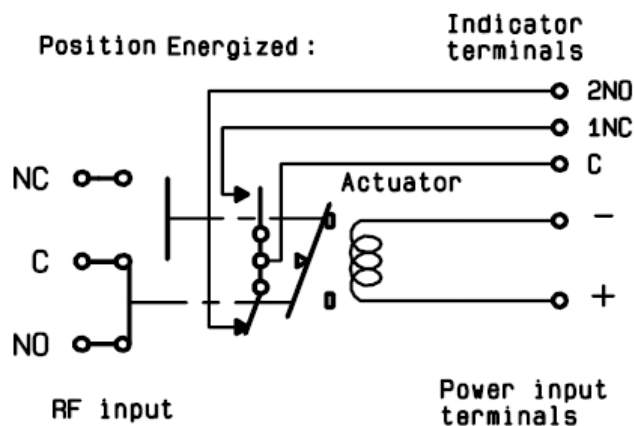 Position Energized :
Indicator
terminals
2NO
1NC
C
NC
Actuator
-
C
+
NO
RF input
Power input
terminals